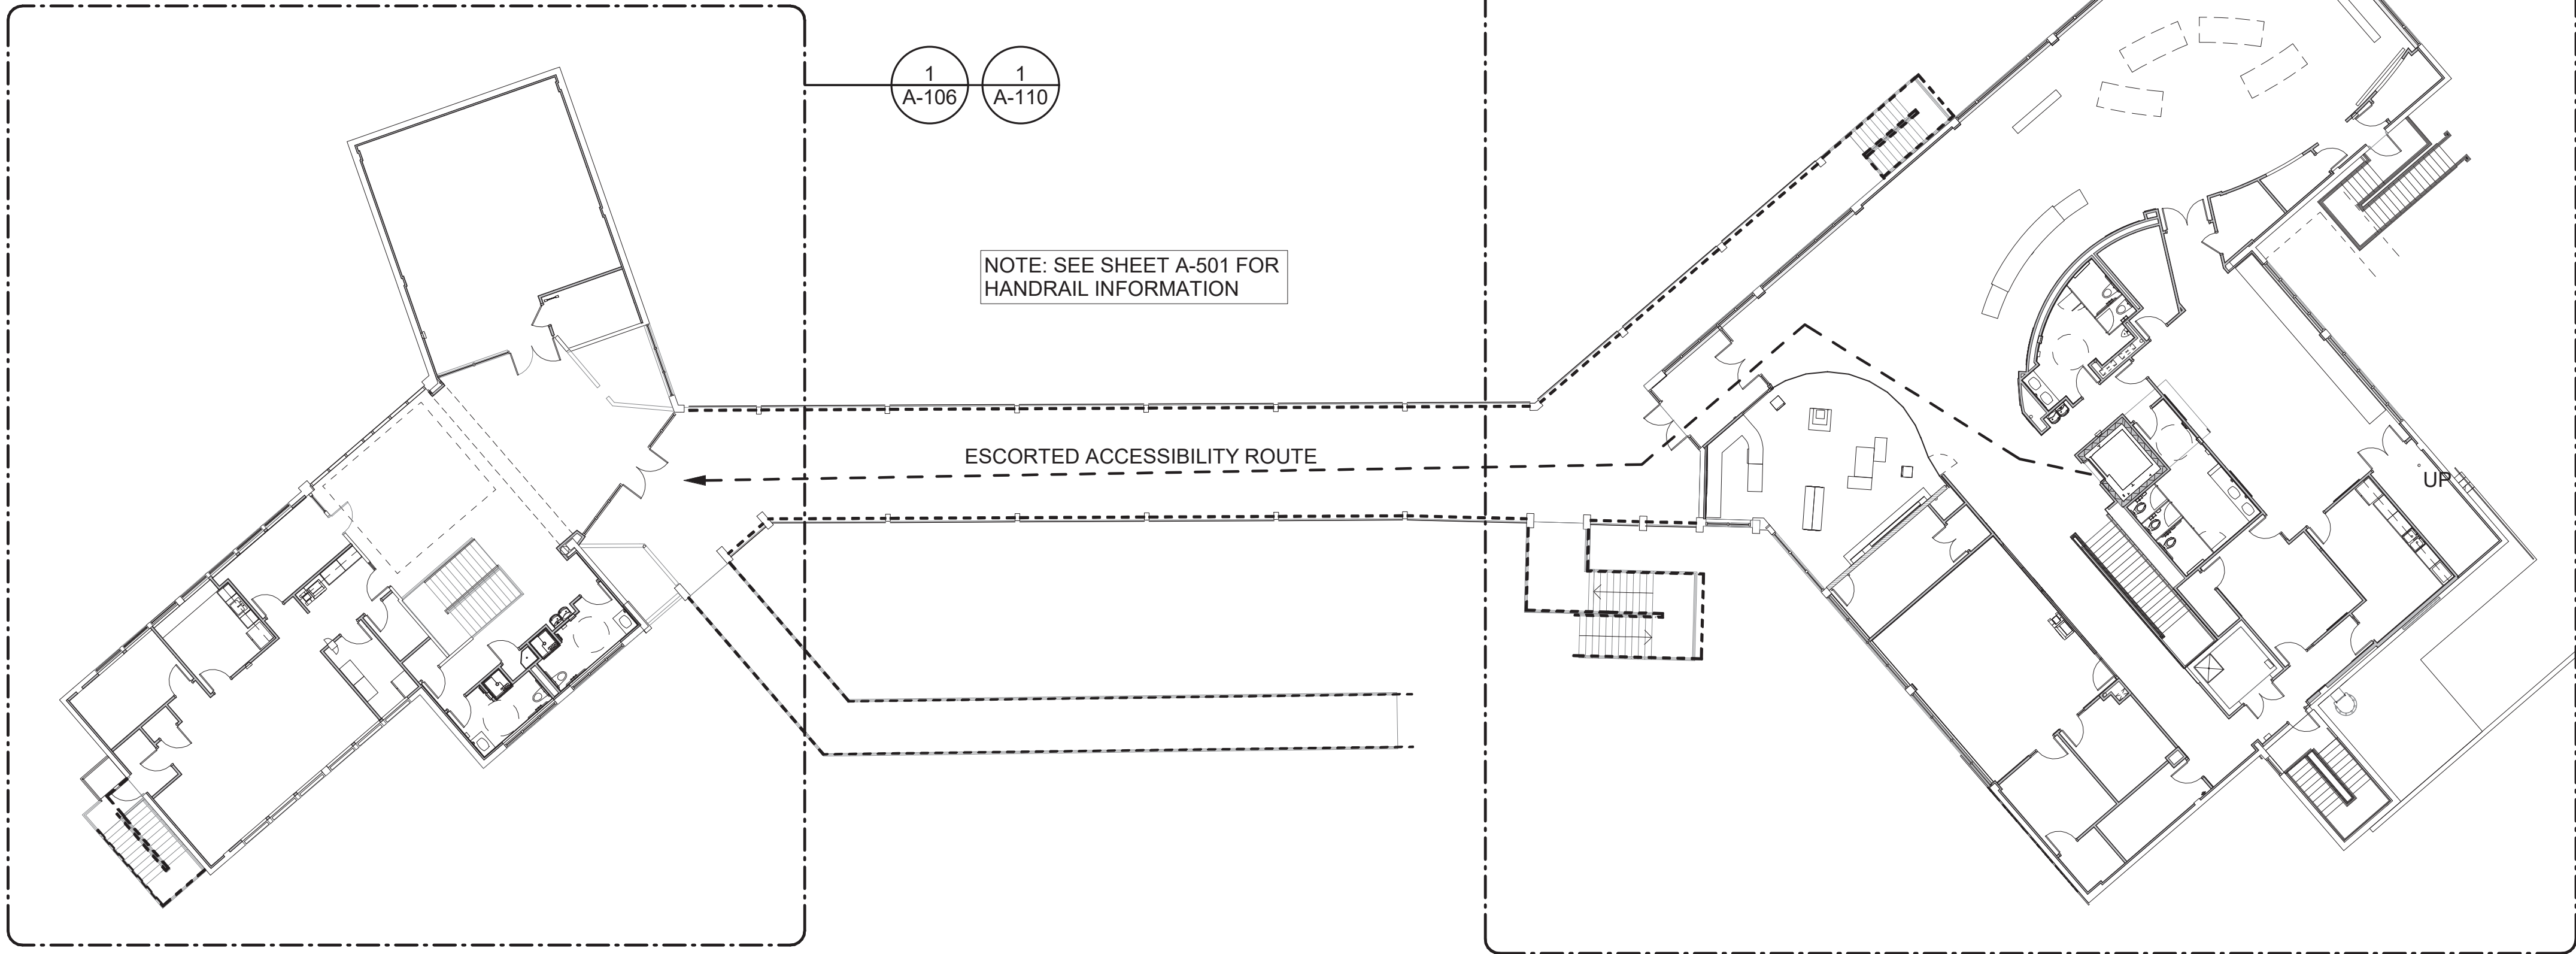 1
A-106
1
A-110
NOTE: SEE SHEET A-501 FOR
HANDRAIL INFORMATION
ESCORTED ACCESSIBILITY ROUTE
UP